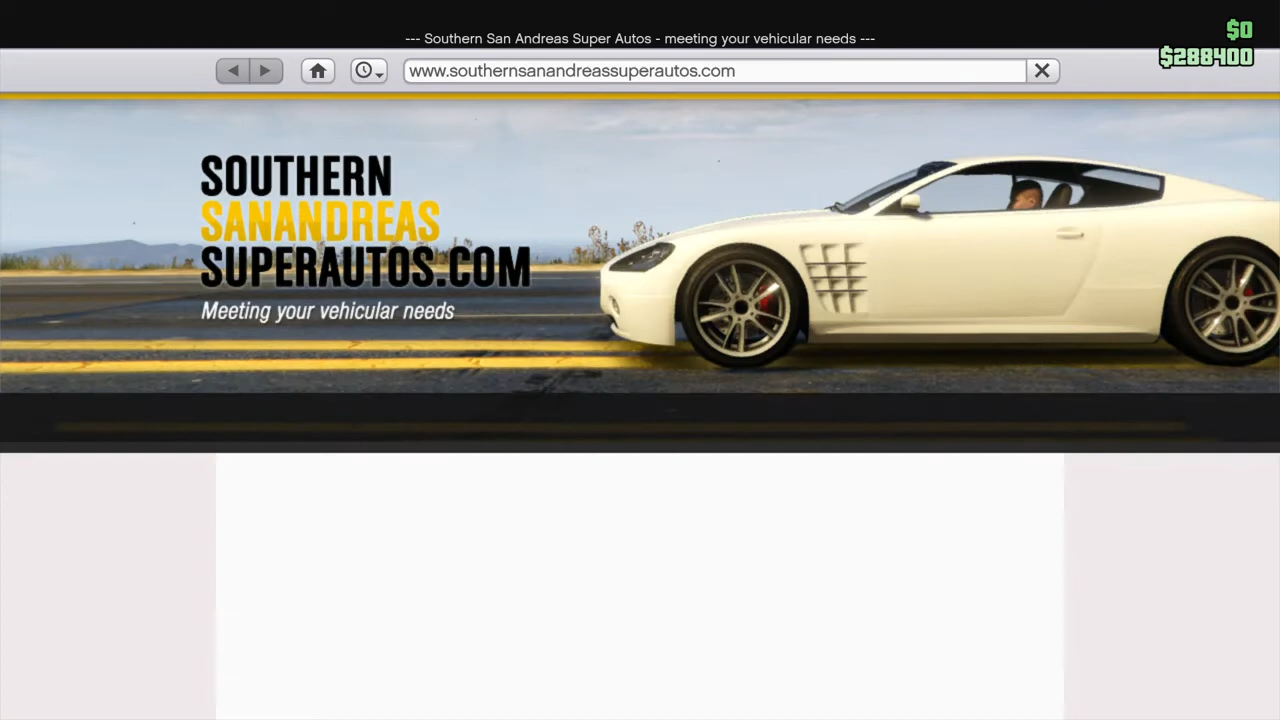 --- Southern San Andreas Super Autos - meeting your vehicular needs ---
$0
$288400
www.southernsanandreassuperautos.com
SOUTHERN
SANANDREAS
SUPERAUTOS.COM
Meeting your vehicular needs